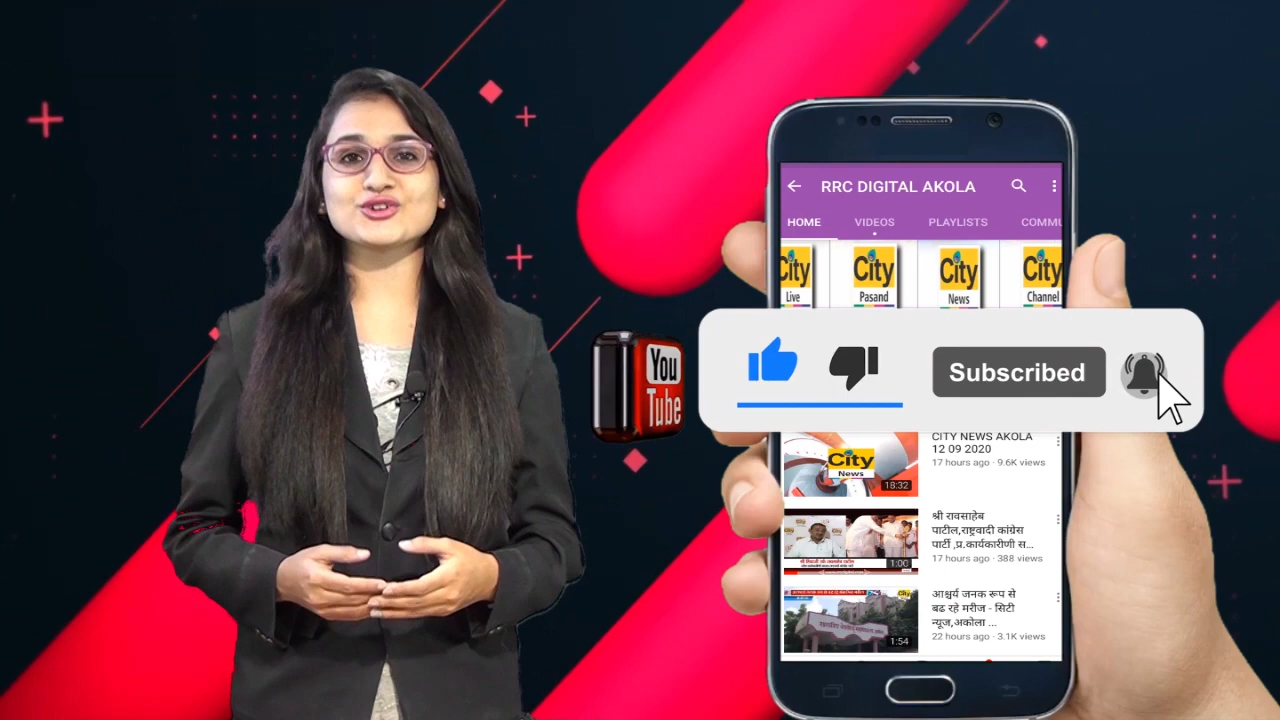 RRC DIGITAL AKOLA
HOME VIDEOS PLAYLISTS COMMU
City Live
City Pasand
City News
City Channel
You
Tube
Subscribed
City
News
18:32
CITY NEWS AKOLA
12 09 2020
17 hours ago · 9.6K views
1:00
श्री रावसाहेब
पाटील,राष्ट्रवादी कांग्रेस
पार्टी ,प्र.कार्यकारीणी स...
17 hours ago · 388 views
City
1:54
आश्चर्य जनक रूप से
बढ रहे मरीज - सिटी
न्यूज,अकोला ...
22 hours ago · 3.1K views